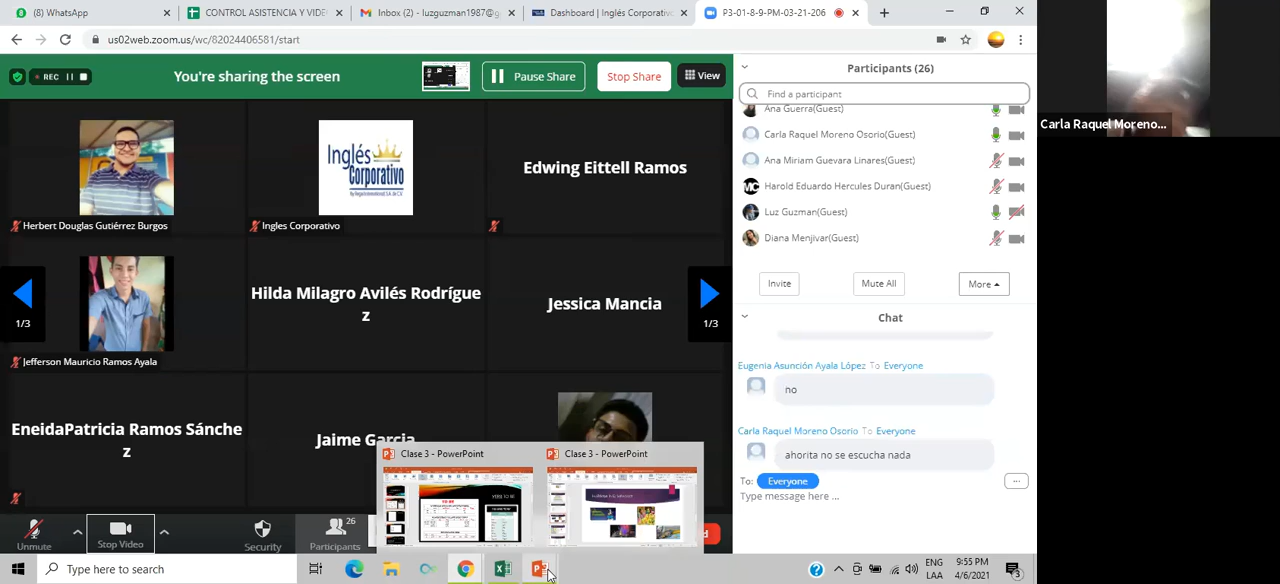 (8) WhatsApp
CONTROL ASISTENCIA Y VIDE
Inbox (2) - luzguzman1987@g
Dashboard | Inglés Corporativo
P3-01-8-9-PM-03-21-206
us02web.zoom.us/wc/82024406581/start
REC
You're sharing the screen
Pause Share
Stop Share
View
Participants (26)
Find a participant
Ana Guerra(Guest)
Carla Raquel Moreno Osorio(Guest)
Ana Miriam Guevara Linares(Guest)
Harold Eduardo Hercules Duran(Guest)
Luz Guzman(Guest)
Diana Menjivar(Guest)
Invite
Mute All
More
Chat
Eugenia Asunción Ayala López To Everyone
no
Carla Raquel Moreno Osorio To Everyone
ahorita no se escucha nada
To: Everyone
Type message here ...
Carla Raquel Moreno...
Herbert Douglas Gutiérrez Burgos
Inglés
Corporativo
Ingles Corporativo
Edwing Eittell Ramos
1/3
Jefferson Mauricio Ramos Ayala
Hilda Milagro Avilés Rodrígue
z
Jessica Mancia
1/3
EneidaPatricia Ramos Sánche
z
Jaime Garcia
Clase 3 - PowerPoint
Clase 3 - PowerPoint
VERB TO BE
Unmute
Stop Video
Security
26
Participants
Type here to search
ENG
LAA
9:55 PM
4/6/2021
3